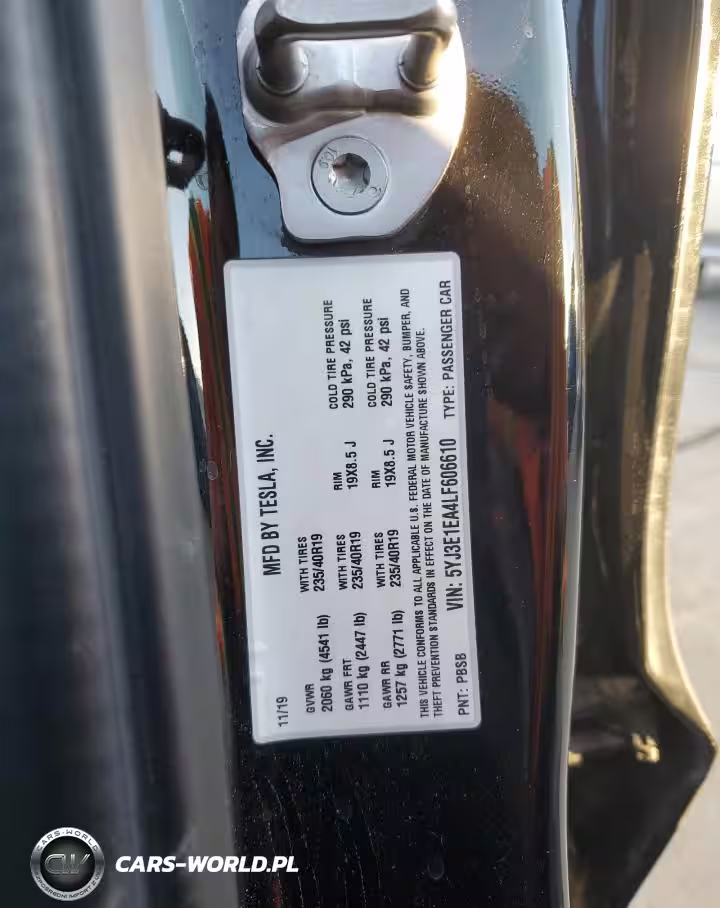 11/19 MFD BY TESLA, INC.
GVWR WITH TIRES
2060 kg (4541 lb) 235/40R19 RIM COLD TIRE PRESSURE
GAWR FRT WITH TIRES 19X8.5 J 290 kPa, 42 psi
1110 kg (2447 lb) 235/40R19 RIM COLD TIRE PRESSURE
GAWR RR WITH TIRES 19X8.5 J 290 kPa, 42 psi
1257 kg (2771 lb) 235/40R19
THIS VEHICLE CONFORMS TO ALL APPLICABLE U.S. FEDERAL MOTOR VEHICLE SAFETY, BUMPER, AND
THEFT PREVENTION STANDARDS IN EFFECT ON THE DATE OF MANUFACTURE SHOWN ABOVE.
PNT: PBSB VIN: 5YJ3E1EA4LF606610 TYPE: PASSENGER CAR
CARS-WORLD
CW
CARS-WORLD.PL